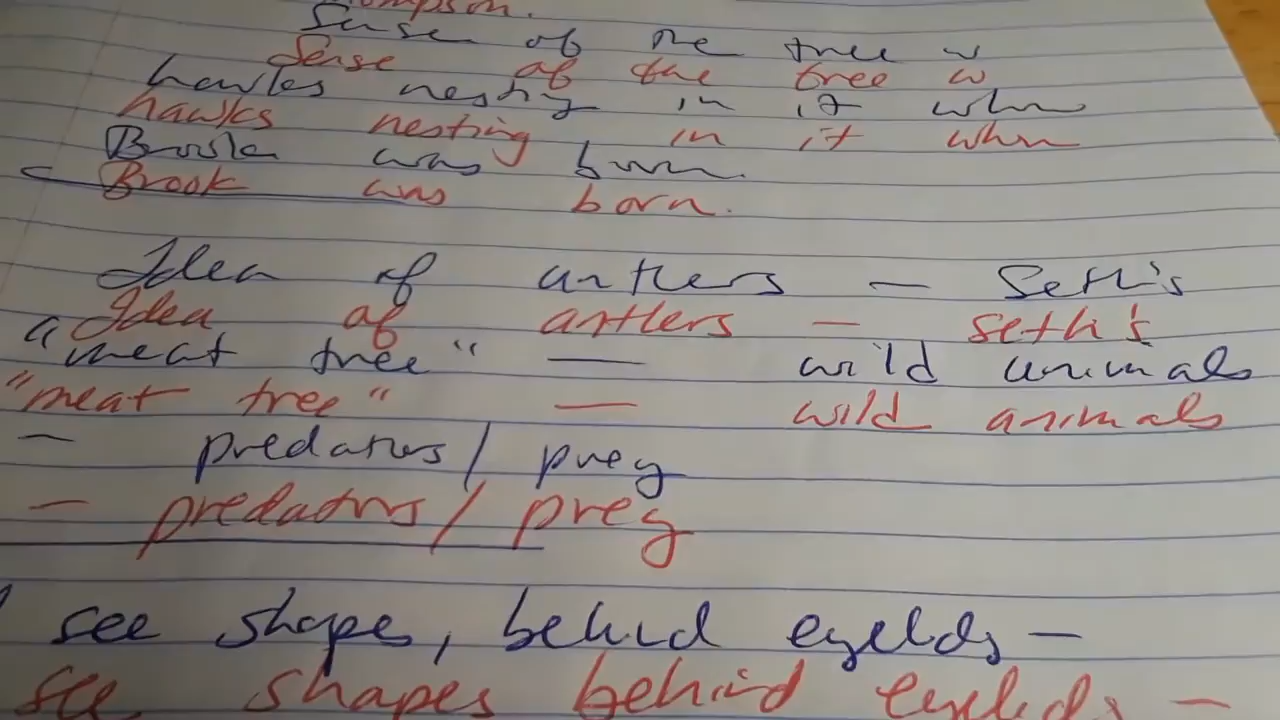 Sense of the tree w
Sense of the tree w
hawks nesting in it when
hawks nesting in it when
Brook was born.
Brook was born.
Idea of antlers — Seth's
Idea of antlers — Seth's
"meat tree" — wild animals
"meat tree" — wild animals
— predators / prey
— predators / prey
see shapes, behind eyelids —
see shapes behind eyelids —